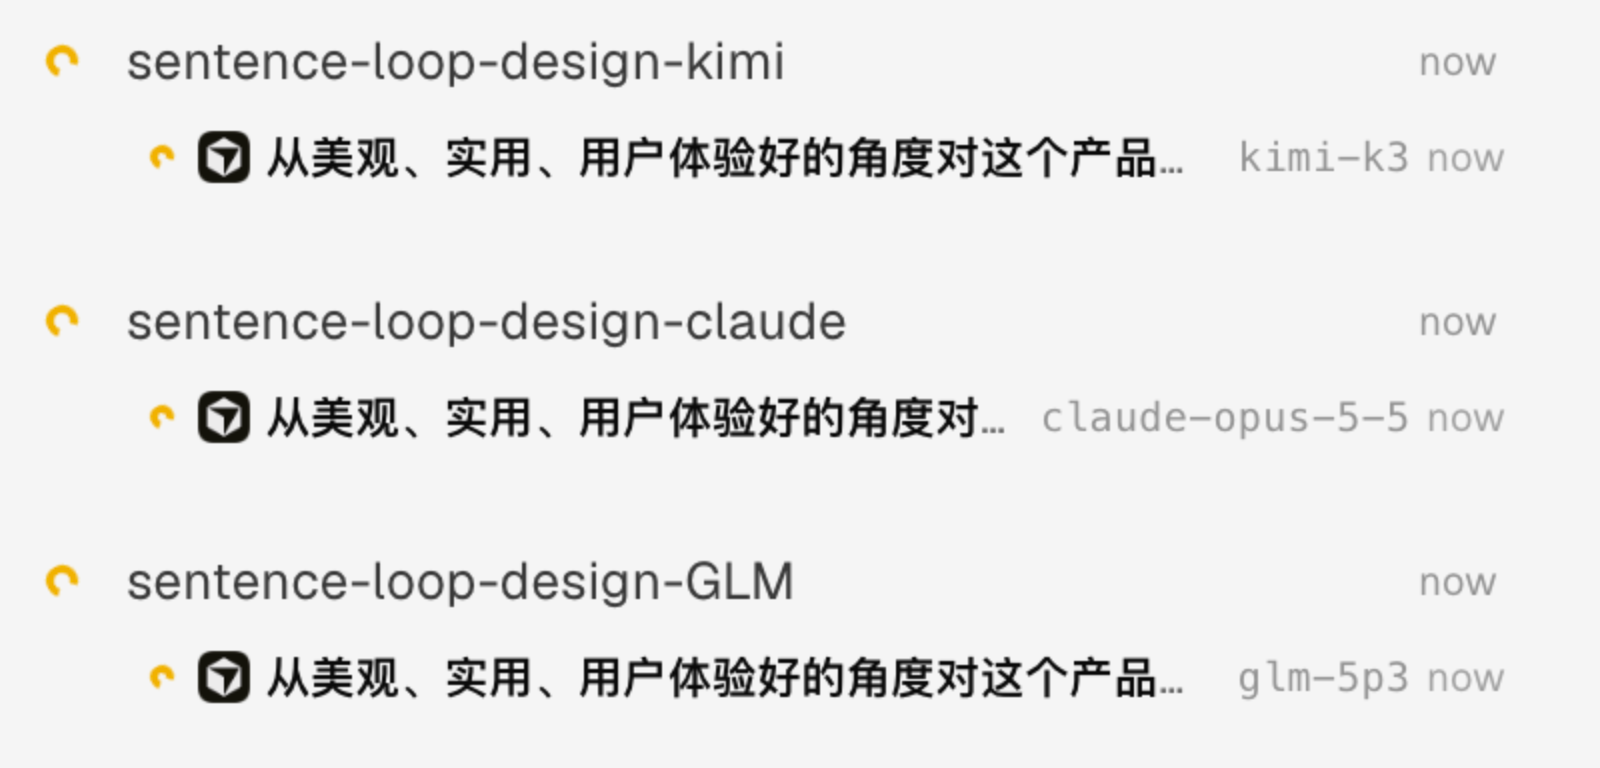 sentence-loop-design-kimi now
从美观、实用、用户体验好的角度对这个产品... kimi-k3 now
sentence-loop-design-claude now
从美观、实用、用户体验好的角度对... claude-opus-5-5 now
sentence-loop-design-GLM now
从美观、实用、用户体验好的角度对这个产品... glm-5p3 now